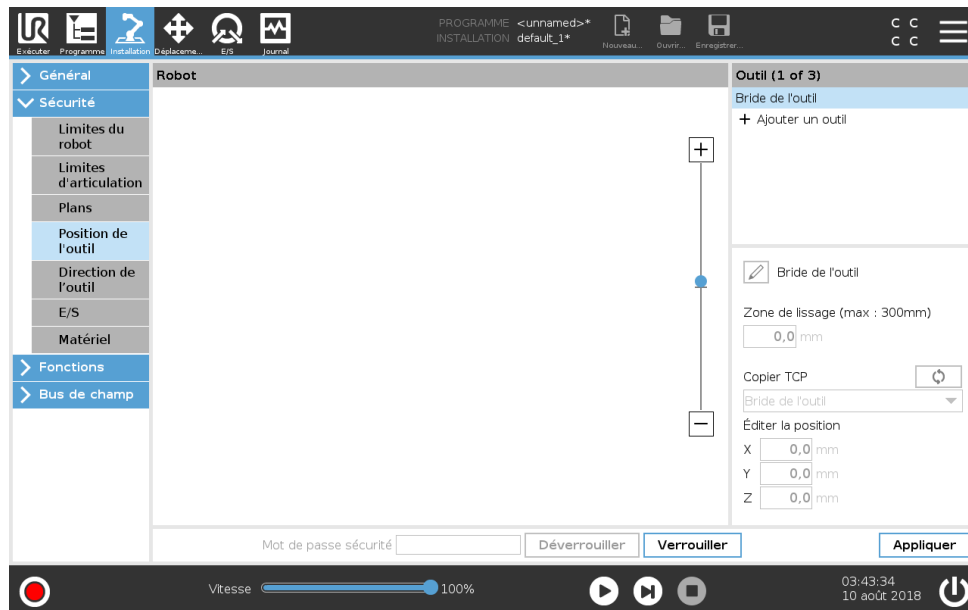 UR
PROGRAMME <unnamed>*
INSTALLATION default_1*
Exécuter Programme Installation Déplaceme... E/S Journal
Nouveau... Ouvrir... Enregistrer...
C C
C C
Général
Sécurité
Limites du
robot
Limites
d'articulation
Plans
Position de
l'outil
Direction de
l'outil
E/S
Matériel
Fonctions
Bus de champ
Robot
+
−
Outil (1 of 3)
Bride de l'outil
+ Ajouter un outil
Bride de l'outil
Zone de lissage (max : 300mm)
0,0 mm
Copier TCP
Bride de l'outil
Éditer la position
X 0,0 mm
Y 0,0 mm
Z 0,0 mm
Mot de passe sécurité Déverrouiller Verrouiller Appliquer
Vitesse 100%
03:43:34
10 août 2018